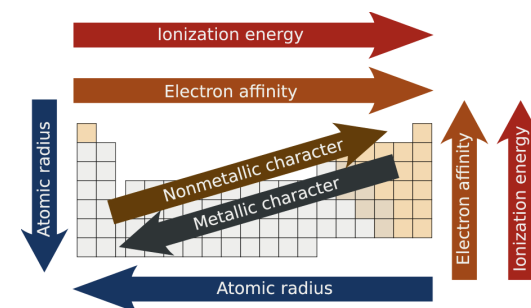 Ionization energy
Electron affinity
Atomic radius
Nonmetallic character
Metallic character
Electron affinity
Ionization energy
Atomic radius